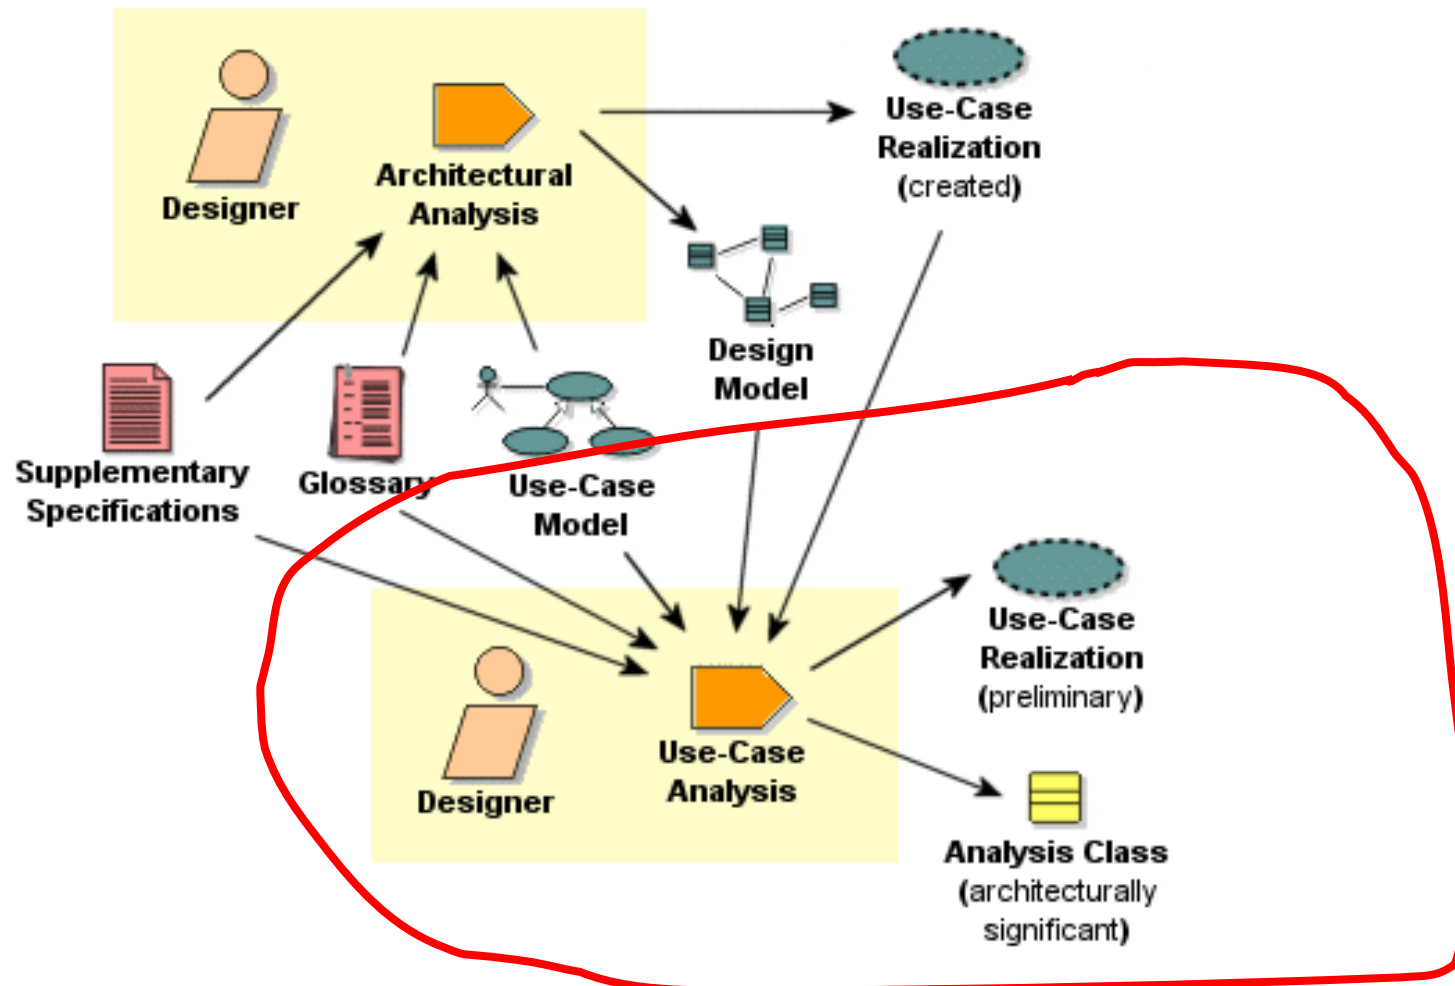 Designer
Architectural
Analysis
Use-Case
Realization
(created)
Design
Model
Supplementary
Specifications
Glossary
Use-Case
Model
Designer
Use-Case
Analysis
Use-Case
Realization
(preliminary)
Analysis Class
(architecturally
significant)